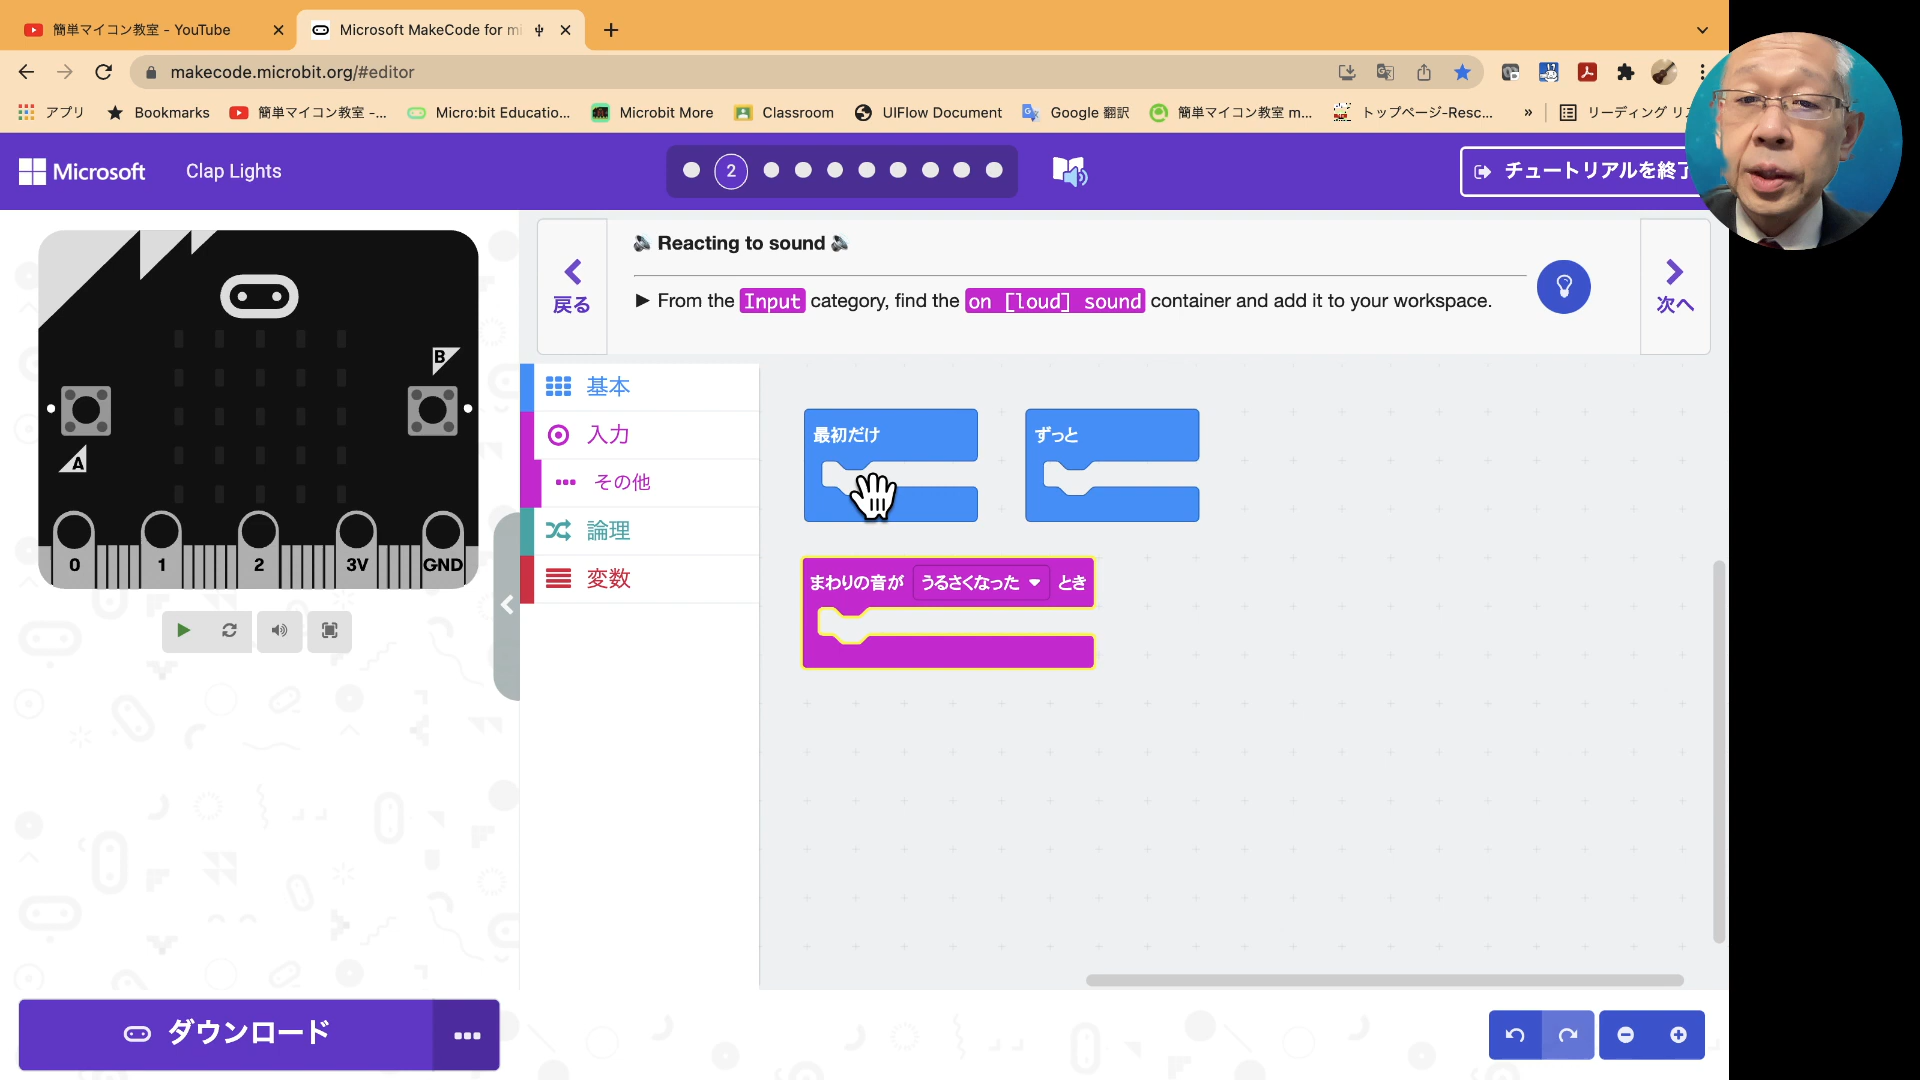 簡単マイコン教室 - YouTube
Microsoft MakeCode for mi
makecode.microbit.org/#editor
アプリ
Bookmarks
簡単マイコン教室 -...
Micro:bit Educatio...
Microbit More
Classroom
UIFlow Document
Google 翻訳
簡単マイコン教室 m...
トップページ-Resc...
»
リーディング リ
Microsoft
Clap Lights
2
チュートリアルを終了
戻る
Reacting to sound
► From the Input category, find the on [loud] sound container and add it to your workspace.
次へ
B
A
0
1
2
3V
GND
基本
入力
その他
論理
変数
最初だけ
ずっと
まわりの音が うるさくなった とき
ダウンロード